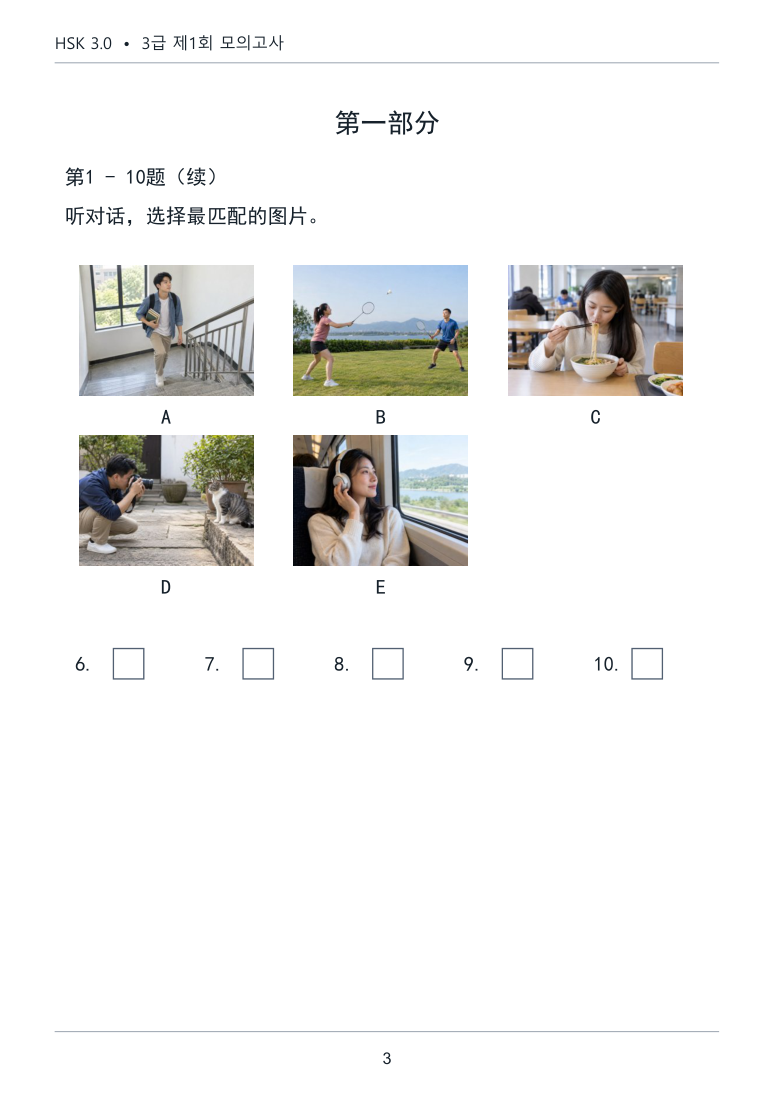 HSK 3.0 • 3급 제1회 모의고사
第一部分
第1 – 10题（续）
听对话，选择最匹配的图片。
A B C
D E
6. 7. 8. 9. 10.
3